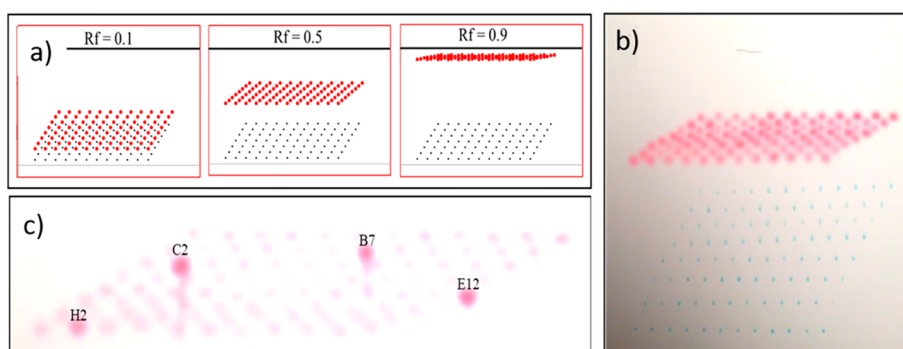 a)
Rf = 0.1
Rf = 0.5
Rf = 0.9
b)
c)
C2
B7
E12
H2